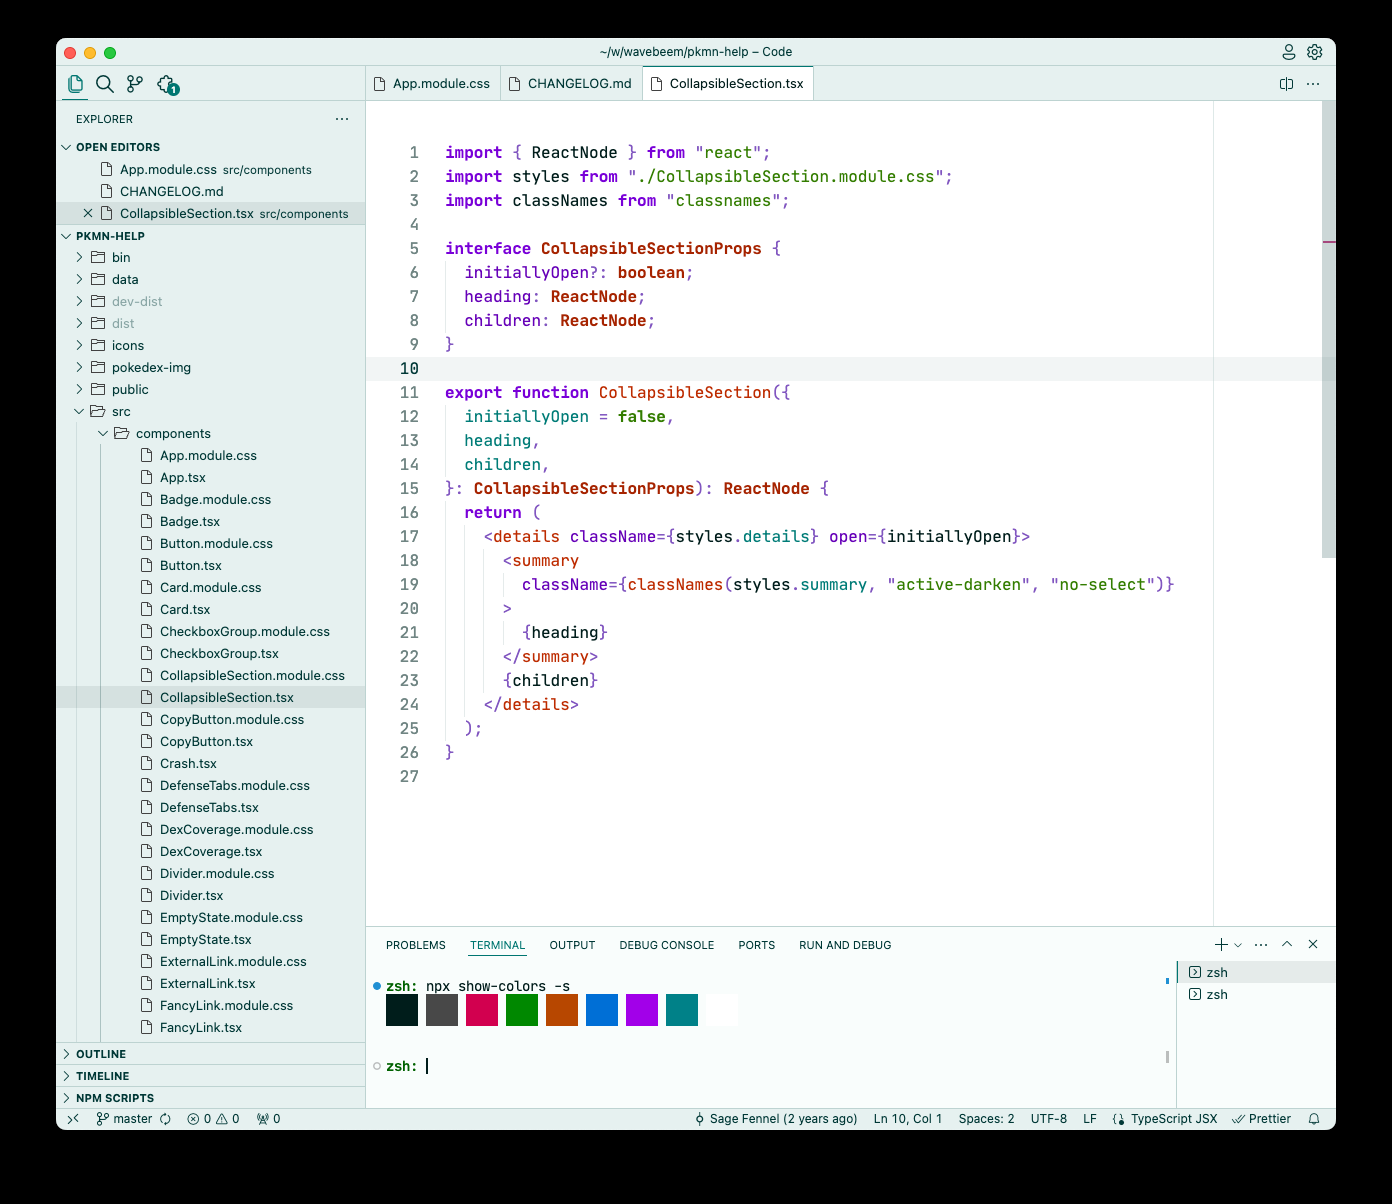 ~/w/wavebeem/pkmn-help – Code
1
App.module.css
CHANGELOG.md
CollapsibleSection.tsx
EXPLORER
OPEN EDITORS
App.module.css src/components
CHANGELOG.md
CollapsibleSection.tsx src/components
PKMN-HELP
bin
data
dev-dist
dist
icons
pokedex-img
public
src
components
App.module.css
App.tsx
Badge.module.css
Badge.tsx
Button.module.css
Button.tsx
Card.module.css
Card.tsx
CheckboxGroup.module.css
CheckboxGroup.tsx
CollapsibleSection.module.css
CollapsibleSection.tsx
CopyButton.module.css
CopyButton.tsx
Crash.tsx
DefenseTabs.module.css
DefenseTabs.tsx
DexCoverage.module.css
DexCoverage.tsx
Divider.module.css
Divider.tsx
EmptyState.module.css
EmptyState.tsx
ExternalLink.module.css
ExternalLink.tsx
FancyLink.module.css
FancyLink.tsx
OUTLINE
TIMELINE
NPM SCRIPTS
1 import { ReactNode } from "react";
2 import styles from "./CollapsibleSection.module.css";
3 import classNames from "classnames";
4
5 interface CollapsibleSectionProps {
6   initiallyOpen?: boolean;
7   heading: ReactNode;
8   children: ReactNode;
9 }
10
11 export function CollapsibleSection({
12   initiallyOpen = false,
13   heading,
14   children,
15 }: CollapsibleSectionProps): ReactNode {
16   return (
17     <details className={styles.details} open={initiallyOpen}>
18       <summary
19         className={classNames(styles.summary, "active-darken", "no-select")}
20       >
21         {heading}
22       </summary>
23       {children}
24     </details>
25   );
26 }
27
PROBLEMS TERMINAL OUTPUT DEBUG CONSOLE PORTS RUN AND DEBUG
zsh: npx show-colors -s
zsh:
zsh
zsh
master 0 0 0 Sage Fennel (2 years ago) Ln 10, Col 1 Spaces: 2 UTF-8 LF TypeScript JSX Prettier